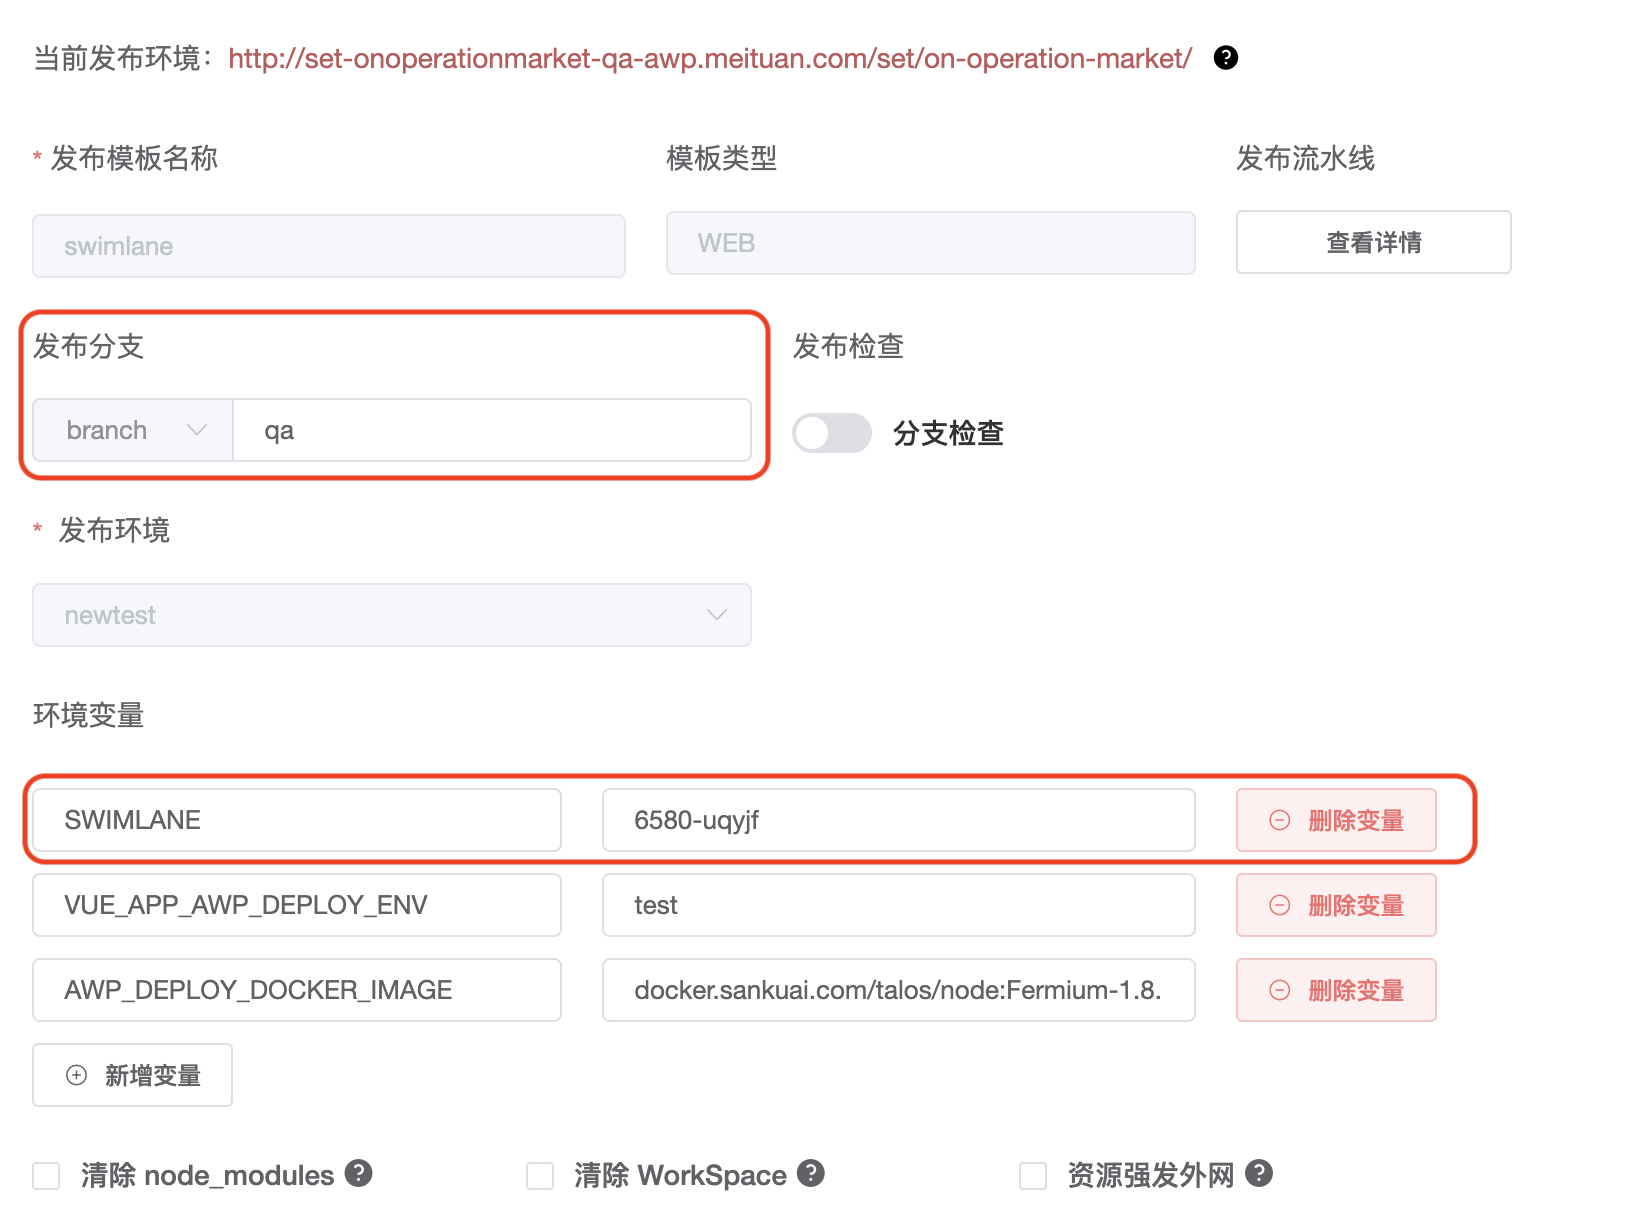 当前发布环境：http://set-onoperationmarket-qa-awp.meituan.com/set/on-operation-market/ ?
* 发布模板名称 模板类型 发布流水线
swimlane WEB 查看详情
发布分支 发布检查
branch qa 分支检查
* 发布环境
newtest
环境变量
SWIMLANE 6580-uqyjf 删除变量
VUE_APP_AWP_DEPLOY_ENV test 删除变量
AWP_DEPLOY_DOCKER_IMAGE docker.sankuai.com/talos/node:Fermium-1.8. 删除变量
新增变量
清除 node_modules ? 清除 WorkSpace ? 资源强发外网 ?